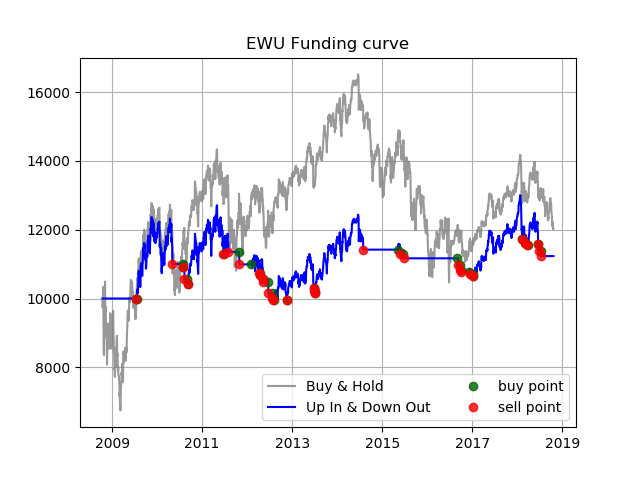 EWU Funding curve
16000
14000
12000
10000
8000
Buy & Hold
Up In & Down Out
buy point
sell point
2009
2011
2013
2015
2017
2019